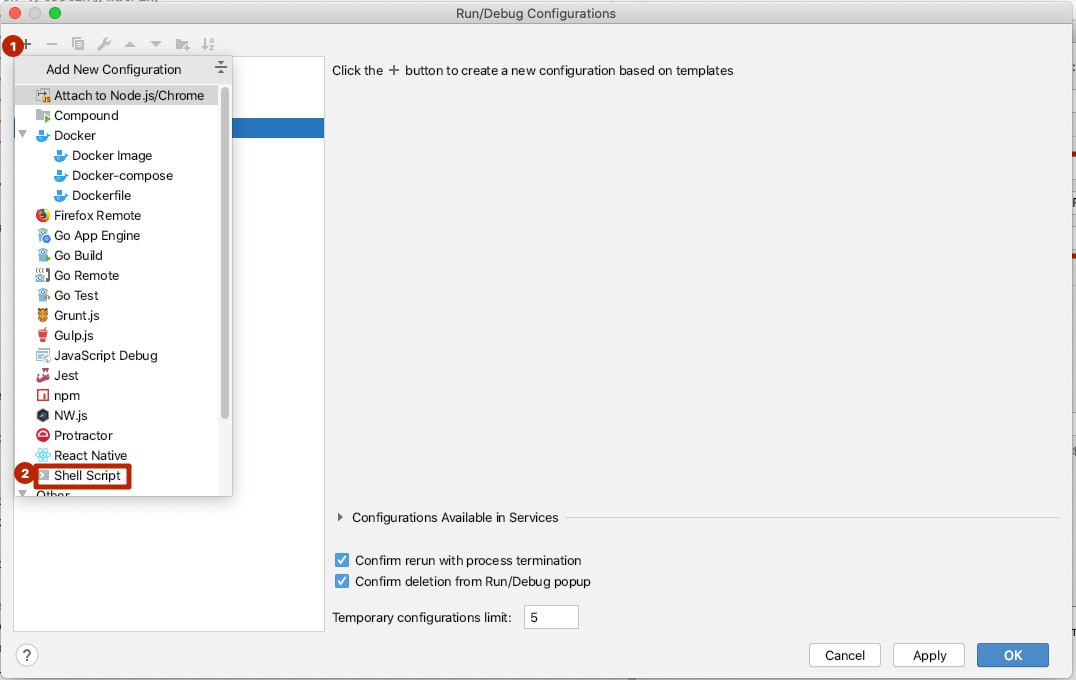 Run/Debug Configurations
1
Add New Configuration
Click the + button to create a new configuration based on templates
Attach to Node.js/Chrome
Compound
Docker
Docker Image
Docker-compose
Dockerfile
Firefox Remote
Go App Engine
Go Build
Go Remote
Go Test
Grunt.js
Gulp.js
JavaScript Debug
Jest
npm
NW.js
Protractor
React Native
2 Shell Script
Other
Configurations Available in Services
Confirm rerun with process termination
Confirm deletion from Run/Debug popup
Temporary configurations limit: 5
? Cancel Apply OK